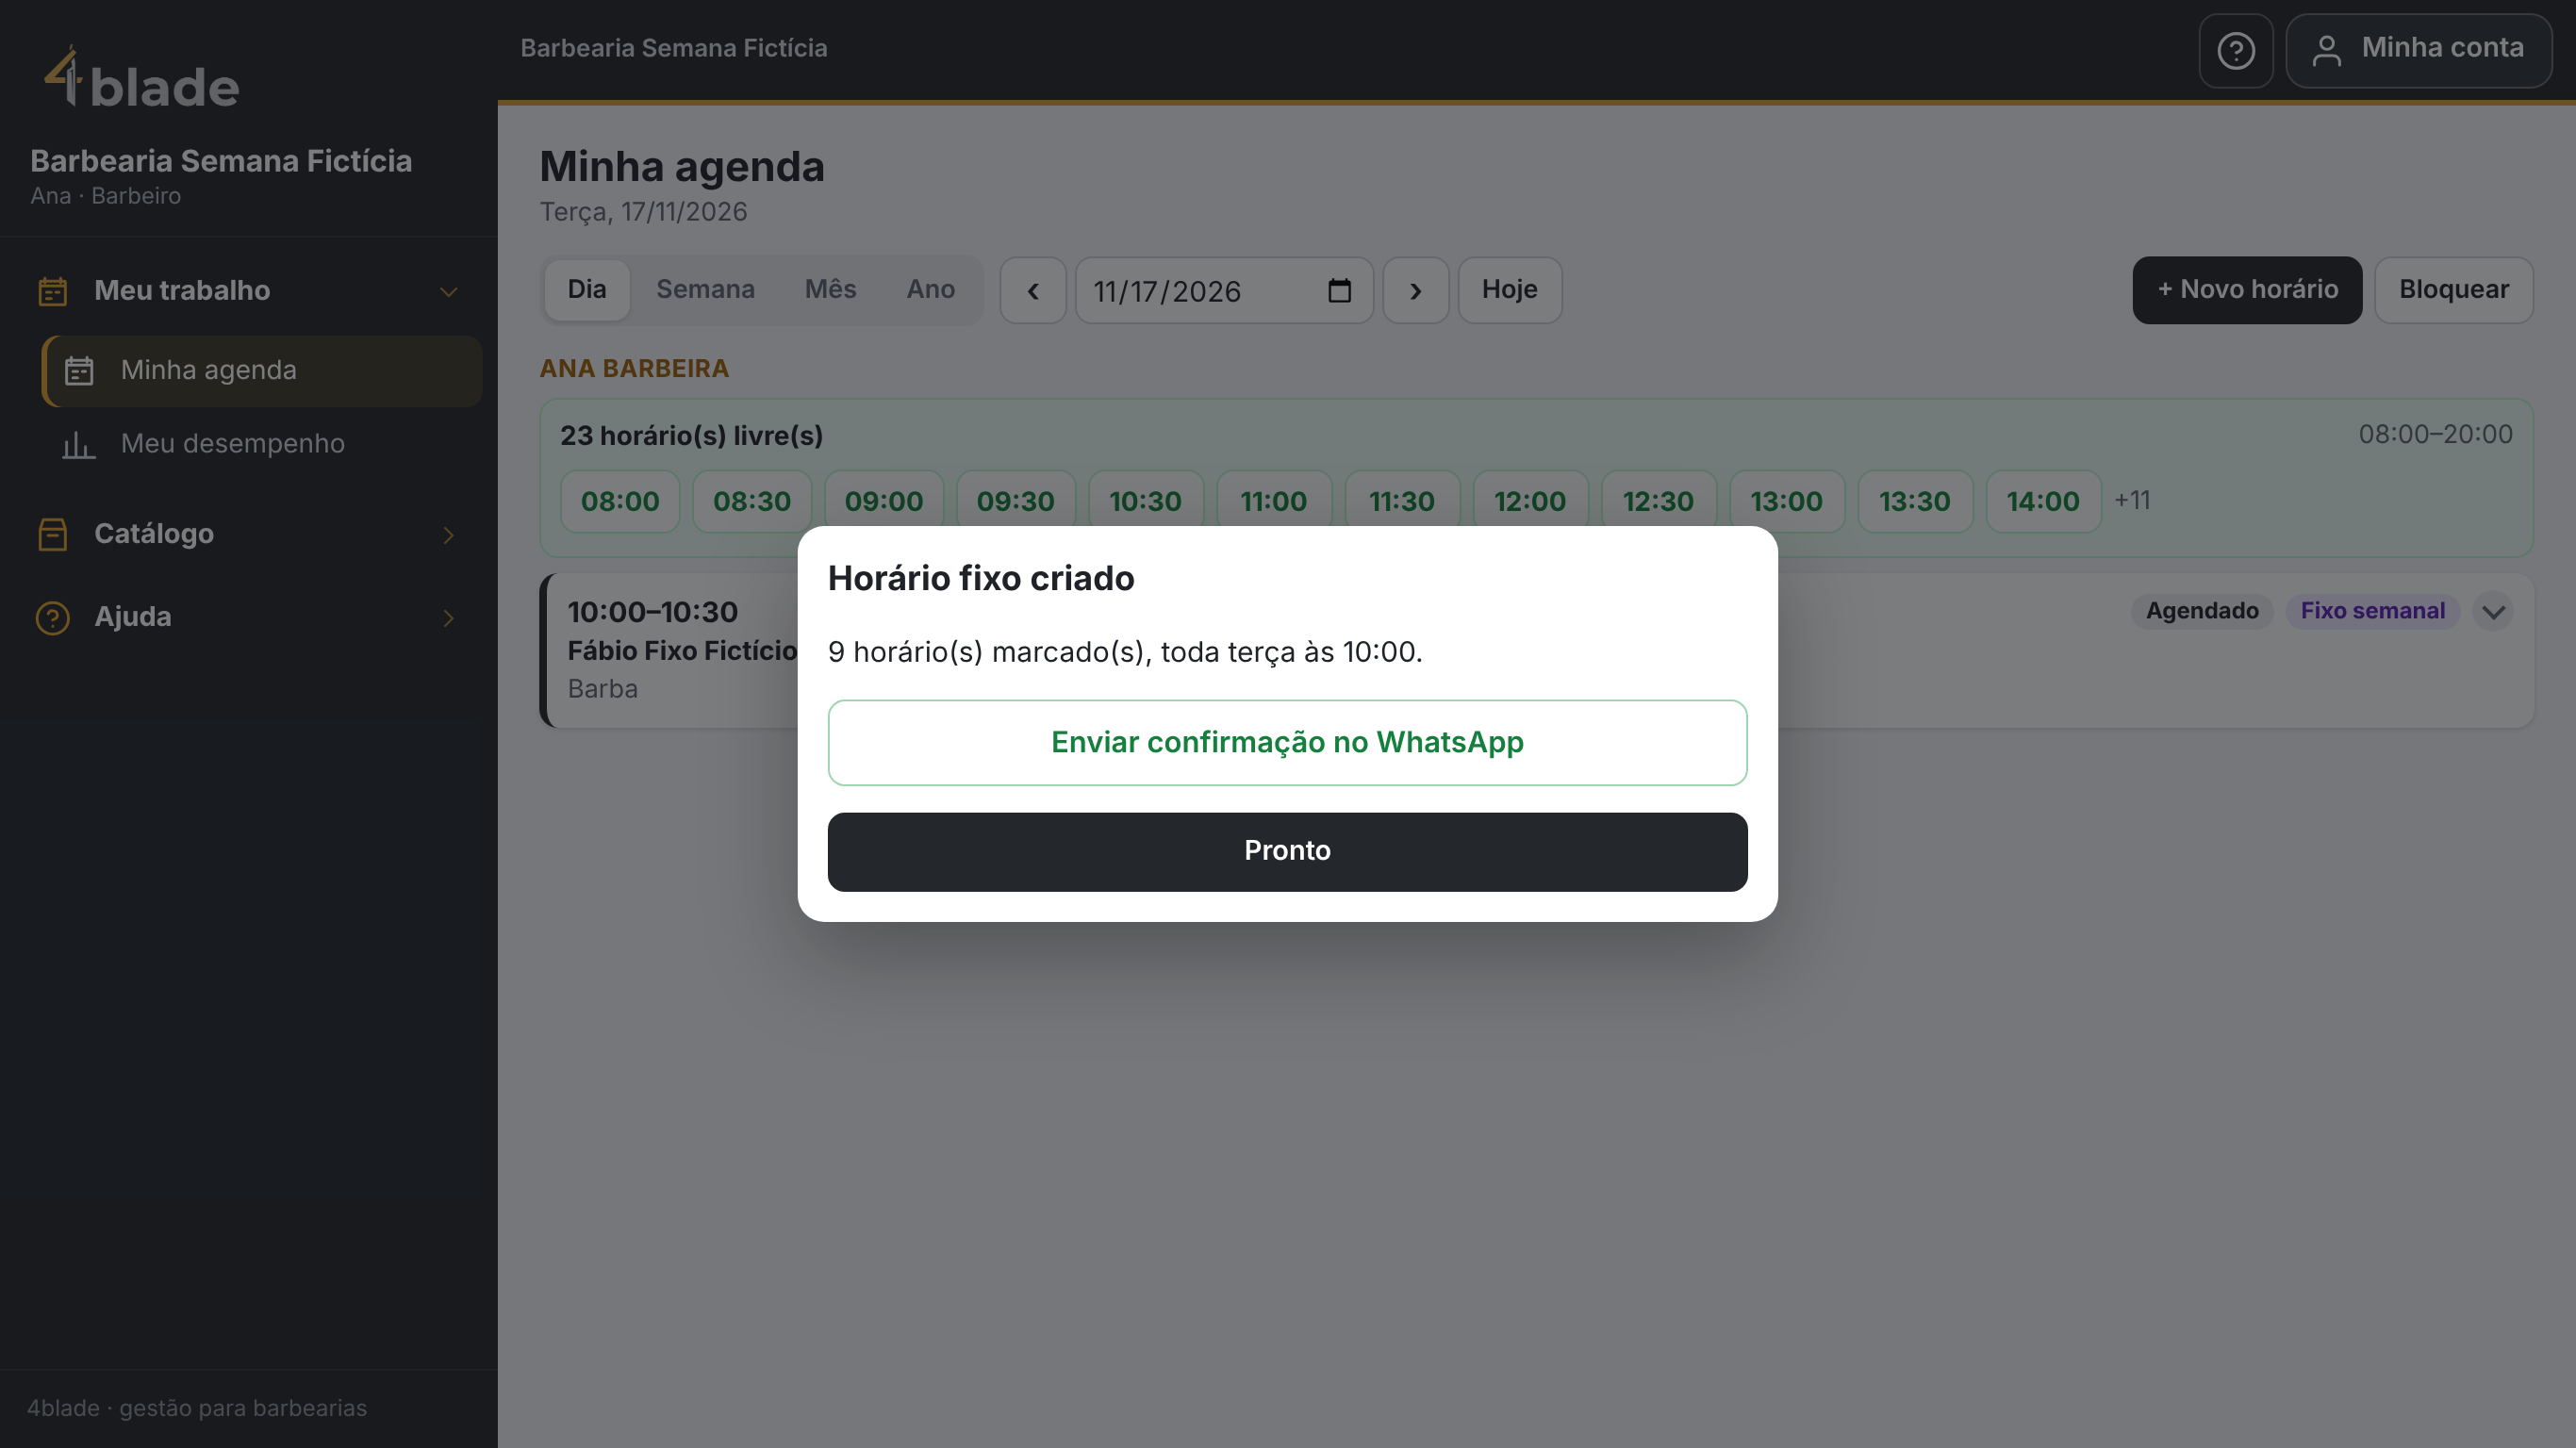 4blade
Barbearia Semana Fictícia
Ana · Barbeiro
Meu trabalho
Minha agenda
Meu desempenho
Catálogo
Ajuda
4blade · gestão para barbearias
Barbearia Semana Fictícia
Minha conta
Minha agenda
Terça, 17/11/2026
Dia Semana Mês Ano ‹ 11/17/2026 › Hoje + Novo horário Bloquear
ANA BARBEIRA
23 horário(s) livre(s) 08:00–20:00
08:00 08:30 09:00 09:30 10:30 11:00 11:30 12:00 12:30 13:00 13:30 14:00 +11
10:00–10:30 Agendado Fixo semanal
Fábio Fixo Fictício
Barba
Horário fixo criado
9 horário(s) marcado(s), toda terça às 10:00.
Enviar confirmação no WhatsApp
Pronto